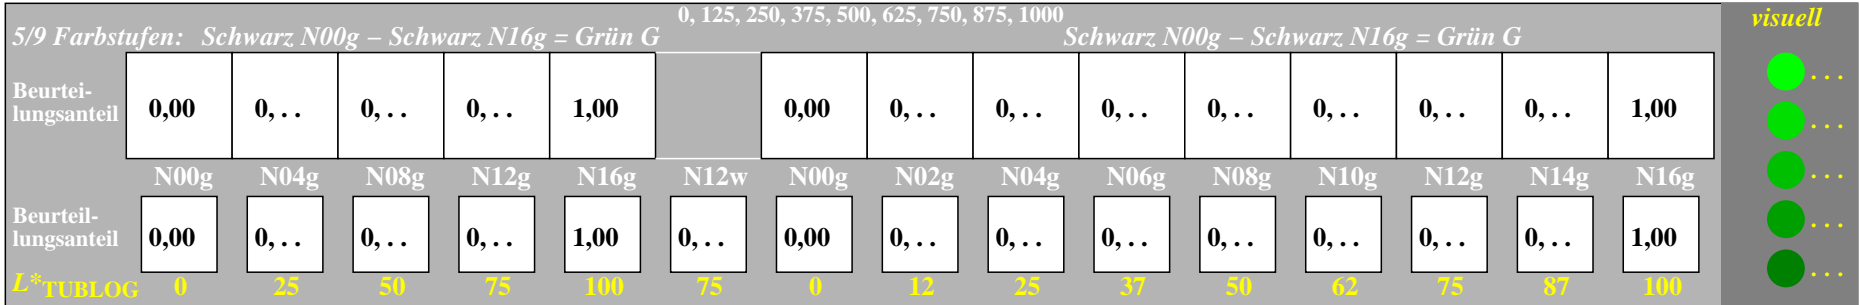 0, 125, 250, 375, 500, 625, 750, 875, 1000
visuell
5/9 Farbstufen: Schwarz N00g – Schwarz N16g = Grün G Schwarz N00g – Schwarz N16g = Grün G
Beurtei-
lungsanteil
0,00 0, . . 0, . . 0, . . 1,00 0,00 0, . . 0, . . 0, . . 0, . . 0, . . 0, . . 0, . . 1,00
N00g N04g N08g N12g N16g N12w N00g N02g N04g N06g N08g N10g N12g N14g N16g
Beurteil-
lungsanteil
0,00 0, . . 0, . . 0, . . 1,00 0, . . 0,00 0, . . 0, . . 0, . . 0, . . 0, . . 0, . . 0, . . 1,00
L*TUBLOG 0 25 50 75 100 75 0 12 25 37 50 62 75 87 100
. . .
. . .
. . .
. . .
. . .